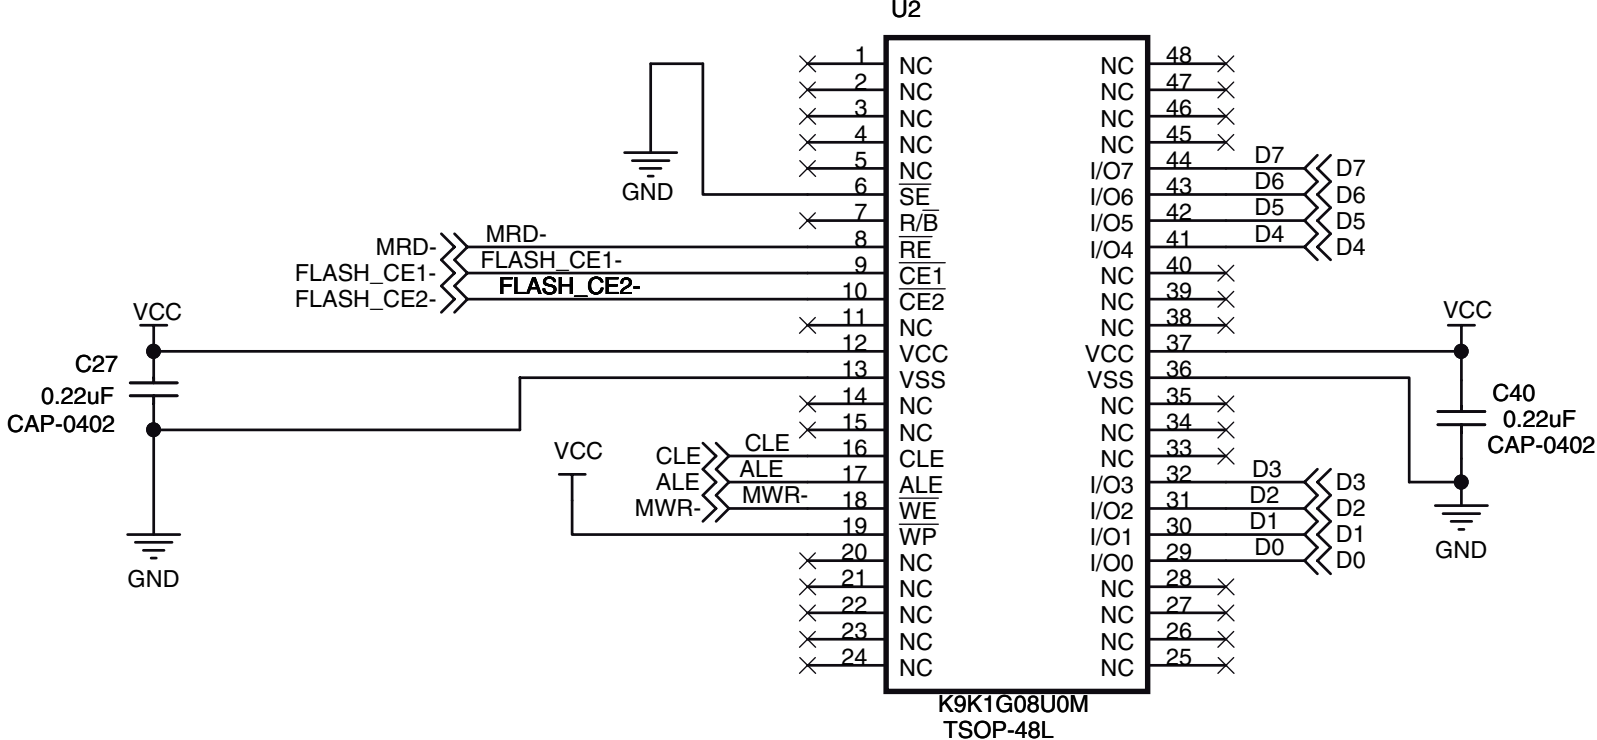 U2
1 NC NC 48
2 NC NC 47
3 NC NC 46
4 NC NC 45
5 NC I/O7 44 D7 D7
GND 6 SE I/O6 43 D6 D6
7 R/B I/O5 42 D5 D5
MRD- MRD- 8 RE I/O4 41 D4 D4
FLASH_CE1- FLASH_CE1- 9 CE1 NC 40
FLASH_CE2- FLASH_CE2- 10 CE2 NC 39
VCC 11 NC NC 38 VCC
12 VCC VCC 37
C27 13 VSS VSS 36
0.22uF 14 NC NC 35 C40
CAP-0402 15 NC NC 34 0.22uF
VCC CLE CLE 16 CLE NC 33 CAP-0402
ALE ALE 17 ALE I/O3 32 D3 D3
MWR- MWR- 18 WE I/O2 31 D2 D2
19 WP I/O1 30 D1 D1
20 NC I/O0 29 D0 D0 GND
GND 21 NC NC 28
22 NC NC 27
23 NC NC 26
24 NC NC 25
K9K1G08U0M
TSOP-48L